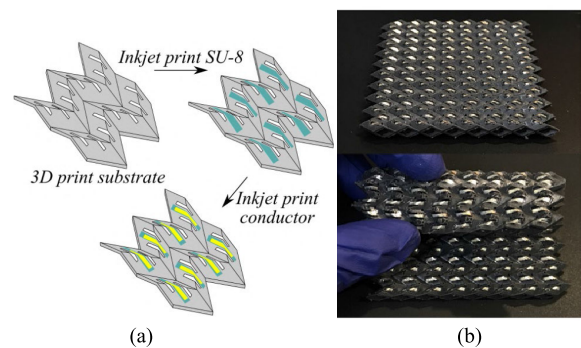 Inkjet print SU-8
3D print substrate
Inkjet print
conductor
(a)
(b)